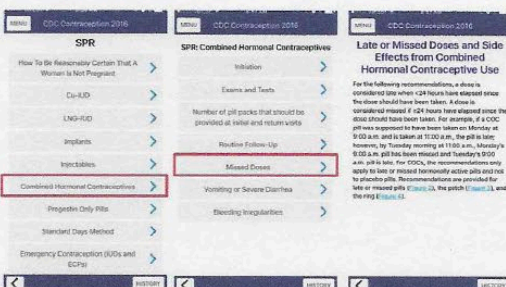 MENU CDC Contraception 2016
SPR
How To Be Reasonably Certain That A
Woman Is Not Pregnant
Cu-IUD
LNG-IUD
Implants
Injectables
Combined Hormonal Contraceptives
Progestin Only Pills
Standard Days Method
Emergency Contraception (IUDs and
ECPs)
HISTORY
MENU CDC Contraception 2016
SPR: Combined Hormonal Contraceptives
Initiation
Exams and Tests
Number of pill packs that should be
provided at initial and return visits
Routine Follow-Up
Missed Doses
Vomiting or Severe Diarrhea
Bleeding Irregularities
HISTORY
MENU CDC Contraception 2016
Late or Missed Doses and Side
Effects from Combined
Hormonal Contraceptive Use
For the following recommendations, a dose is
considered late when <24 hours have elapsed since
the dose should have been taken. A dose is
considered missed if ≥24 hours have elapsed since the
dose should have been taken. For example, if a COC
pill was supposed to have been taken on Monday at
9:00 a.m. and is taken at 11:00 a.m., the pill is late;
however, by Tuesday morning at 11:00 a.m., Monday's
9:00 a.m. pill has been missed and Tuesday's 9:00
a.m. pill is late. For COCs, the recommendations only
apply to late or missed hormonally active pills and not
to placebo pills. Recommendations are provided for
late or missed pills (Figure 2), the patch (Figure 3), and
the ring (Figure 4).
HISTORY